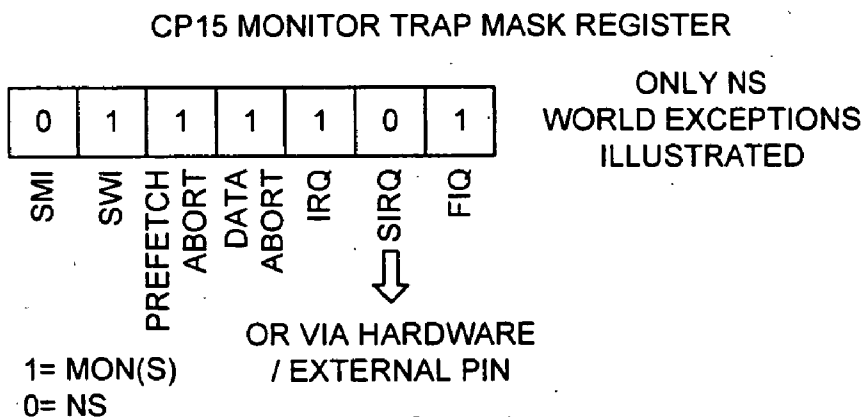 CP15 MONITOR TRAP MASK REGISTER
0 1 1 1 1 0 1
ONLY NS
WORLD EXCEPTIONS
ILLUSTRATED
SMI
SWI
PREFETCH
ABORT
DATA
ABORT
IRQ
SIRQ
FIQ
OR VIA HARDWARE
/ EXTERNAL PIN
1= MON(S)
0= NS